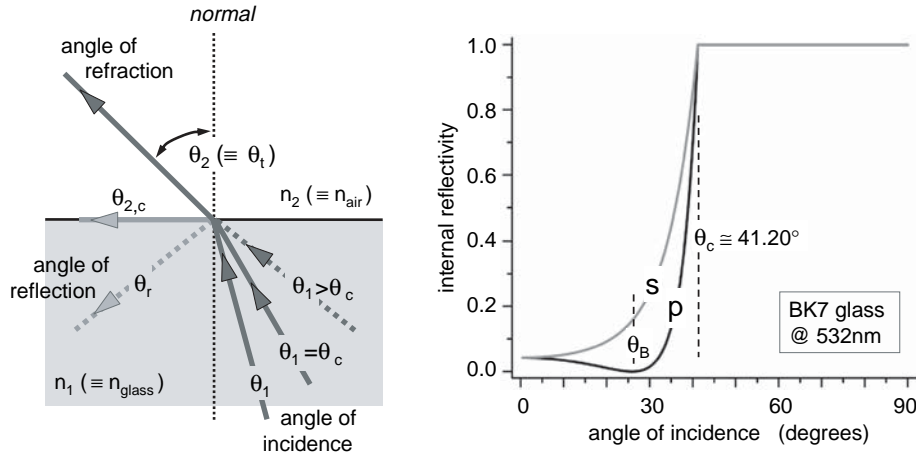 normal
angle of
refraction
θ2 (≡ θt)
n2 (≡ nair)
θ2,c
angle of
reflection
θr
θ1>θc
θ1=θc
θ1
n1 (≡ nglass)
angle of
incidence
internal reflectivity
1.0
0.8
0.6
0.4
0.2
0.0
θc ≅ 41.20°
s
p
θB
BK7 glass
@ 532nm
0 30 60 90
angle of incidence (degrees)